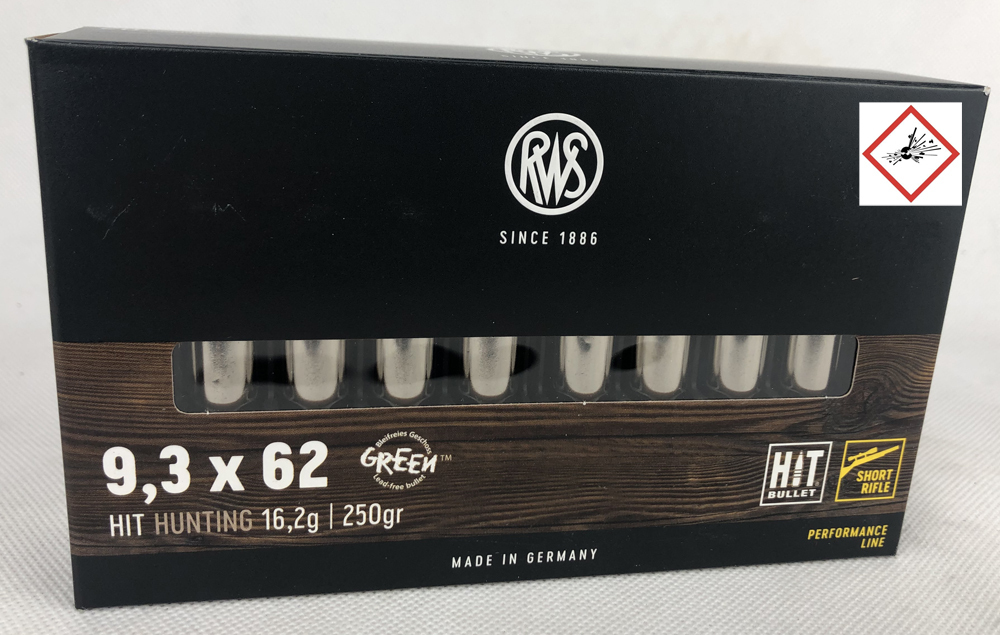 RWS
SINCE 1886
9,3 x 62
Bleifreies Geschoss
GREEN™
Lead-free bullet
HIT HUNTING 16,2g | 250gr
HIT
BULLET
SHORT
RIFLE
PERFORMANCE
LINE
MADE IN GERMANY